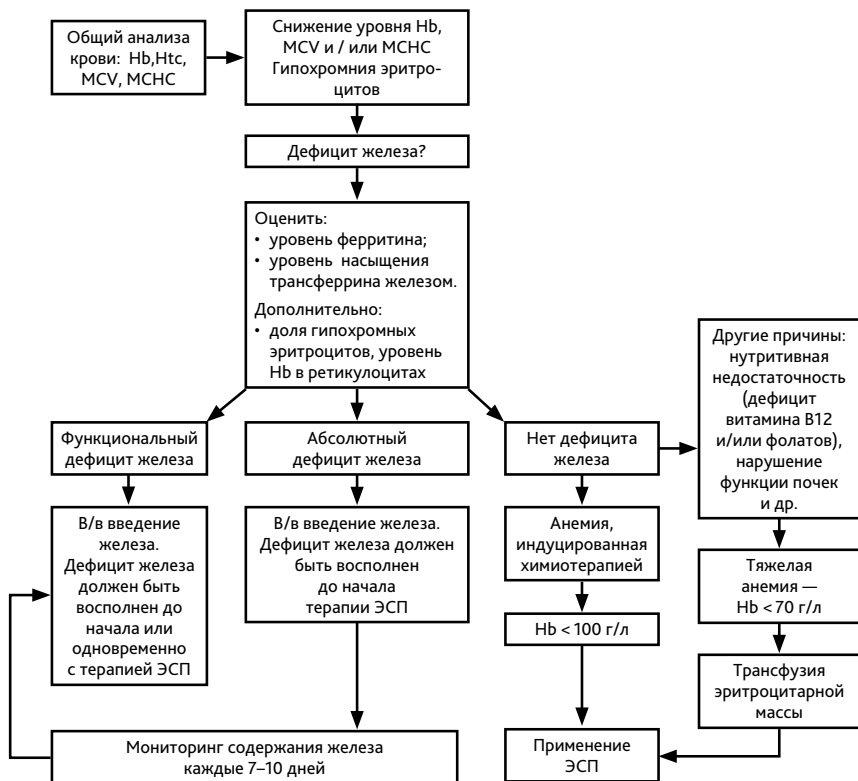 Общий анализа
крови: Hb,Htc,
MCV, MCHC
Снижение уровня Hb,
MCV и / или MCHC
Гипохромния эритро-
цитов
Дефицит железа?
Оценить:
• уровень ферритина;
• уровень насыщения
трансферрина железом.
Дополнительно:
• доля гипохромных
эритроцитов, уровень
Hb в ретикулоцитах
Другие причины:
нутритивная
недостаточность
(дефицит
витамина B12
и/или фолатов),
нарушение
функции почек
и др.
Функциональный
дефицит железа
Абсолютный
дефицит железа
Нет дефицита
железа
В/в введение
железа.
Дефицит железа
должен быть
восполнен до
начала или
одновременно
с терапией ЭСП
В/в введение железа.
Дефицит железа должен
быть восполнен
до начала
терапии ЭСП
Анемия,
индуцированная
химиотерапией
Тяжелая
анемия —
Hb < 70 г/л
Hb < 100 г/л
Трансфузия
эритроцитарной
массы
Мониторинг содержания железа
каждые 7–10 дней
Применение
ЭСП